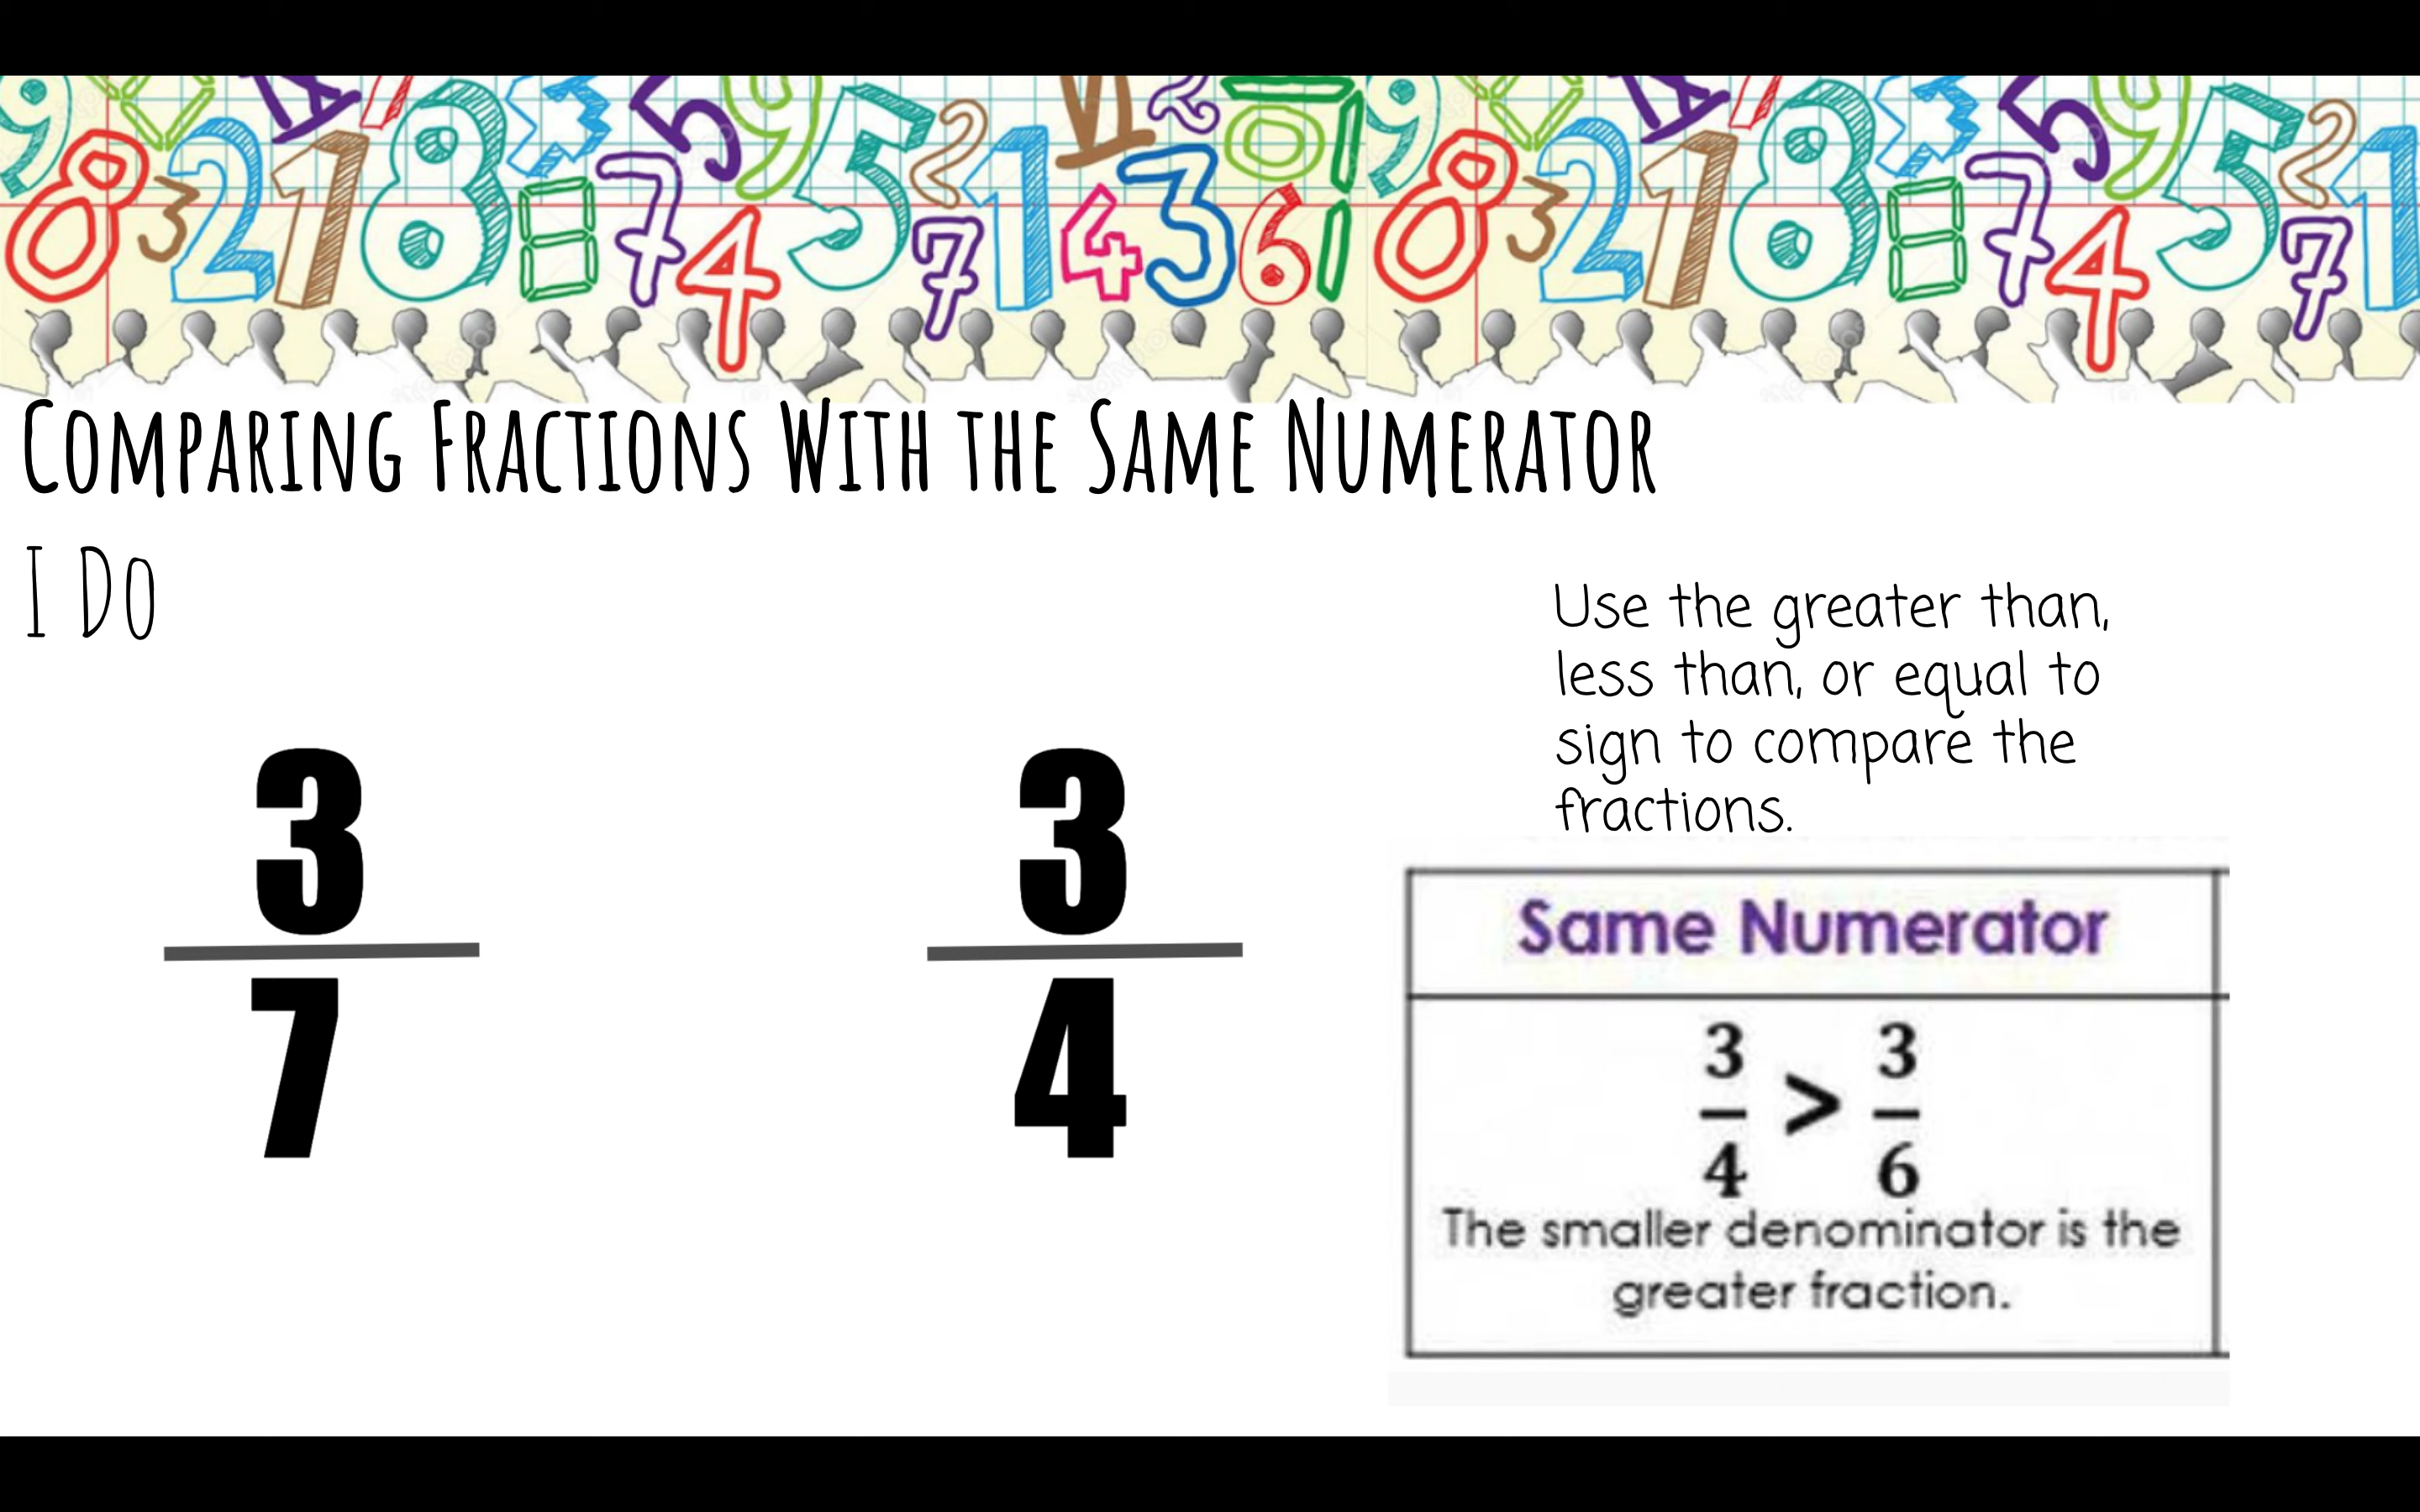 Comparing Fractions With the Same Numerator
I Do
3
7
3
4
Use the greater than,
less than, or equal to
sign to compare the
fractions.
Same Numerator
3/4 > 3/6
The smaller denominator is the
greater fraction.